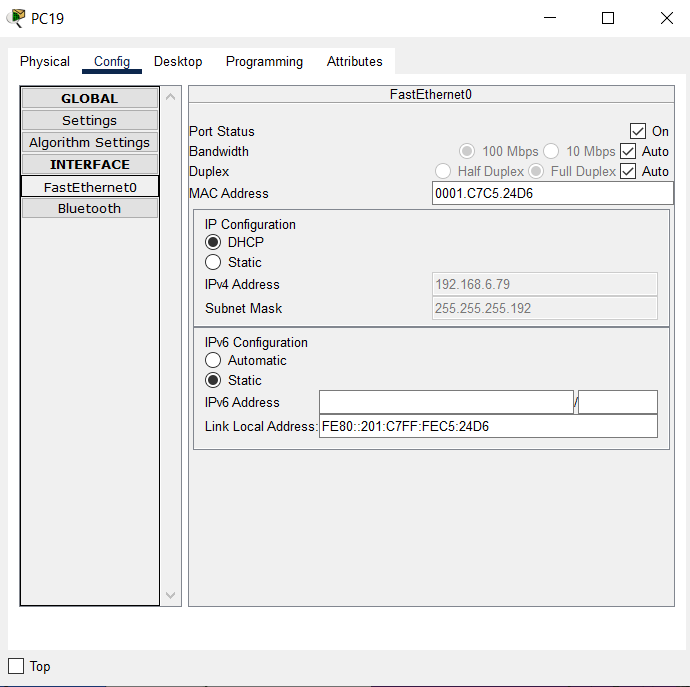 PC19
Physical Config Desktop Programming Attributes
GLOBAL
Settings
Algorithm Settings
INTERFACE
FastEthernet0
Bluetooth
FastEthernet0
Port Status On
Bandwidth 100 Mbps 10 Mbps Auto
Duplex Half Duplex Full Duplex Auto
MAC Address 0001.C7C5.24D6
IP Configuration
DHCP
Static
IPv4 Address 192.168.6.79
Subnet Mask 255.255.255.192
IPv6 Configuration
Automatic
Static
IPv6 Address /
Link Local Address: FE80::201:C7FF:FEC5:24D6
Top